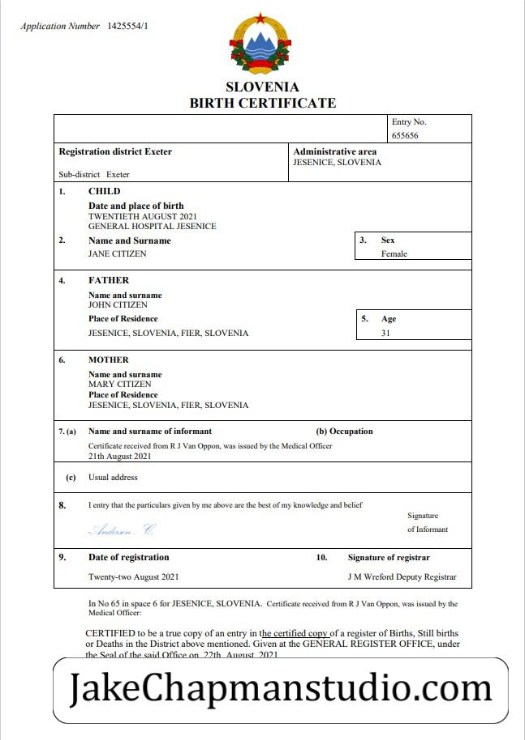 Application Number 1425554/1
SLOVENIA
BIRTH CERTIFICATE
Entry No.
655656
Registration district Exeter
Administrative area
JESENICE, SLOVENIA
Sub-district Exeter
1. CHILD
Date and place of birth
TWENTIETH AUGUST 2021
GENERAL HOSPITAL JESENICE
2. Name and Surname
3. Sex
JANE CITIZEN
Female
4. FATHER
Name and surname
JOHN CITIZEN
Place of Residence
5. Age
JESENICE, SLOVENIA, FIER, SLOVENIA
31
6. MOTHER
Name and surname
MARY CITIZEN
Place of Residence
JESENICE, SLOVENIA, FIER, SLOVENIA
7. (a) Name and surname of informant
(b) Occupation
Certificate received from R J Van Oppon, was issued by the Medical Officer
21th August 2021
(c) Usual address
8. I entry that the particulars given by me above are the best of my knowledge and belief
Signature
of Informant
Anderson . C
9. Date of registration
10. Signature of registrar
Twenty-two August 2021
J M Wreford Deputy Registrar
In No 65 in space 6 for JESENICE, SLOVENIA. Certificate received from R J Van Oppon, was issued by the
Medical Officer:
CERTIFIED to be a true copy of an entry in the certified copy of a register of Births, Still births
or Deaths in the District above mentioned. Given at the GENERAL REGISTER OFFICE, under
the Seal of the said Office on 22th August 2021
JakeChapmanstudio.com